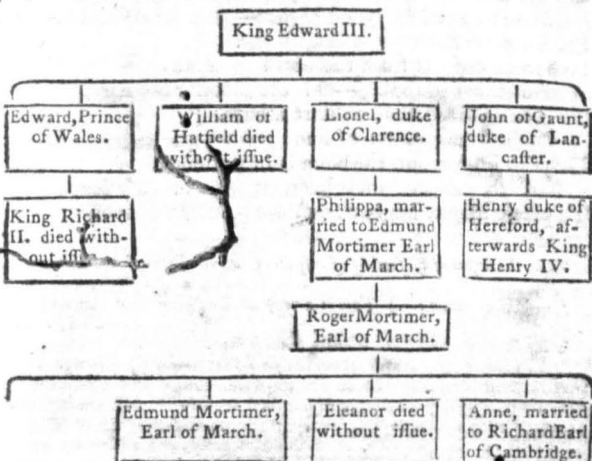 King Edward III.
Edward, Prince
of Wales.
William of
Hatfield died
without iſſue.
Lionel, duke
of Clarence.
John of Gaunt,
duke of Lan-
caſter.
King Richard
II. died with-
out
Philippa, mar-
ried to Edmund
Mortimer Earl
of March.
Henry duke of
Hereford, af-
terwards King
Henry IV.
Roger Mortimer,
Earl of March.
Edmund Mortimer,
Earl of March.
Eleanor died
without iſſue.
Anne, married
to Richard Earl
of Cambridge.